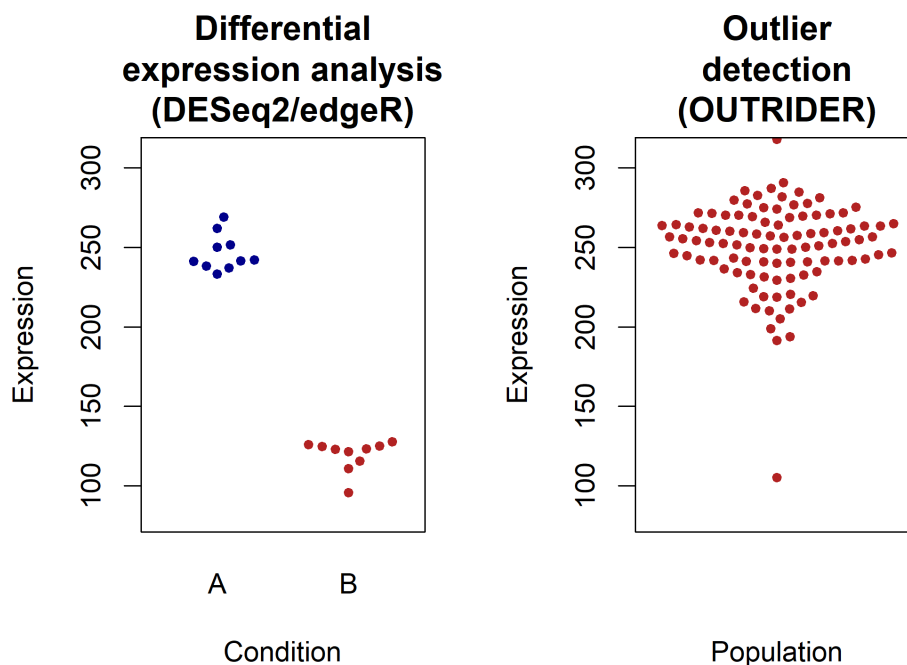 Differential
expression analysis
(DESeq2/edgeR)
Expression
300
250
200
150
100
A
B
Condition
Outlier
detection
(OUTRIDER)
Expression
300
250
200
150
100
Population